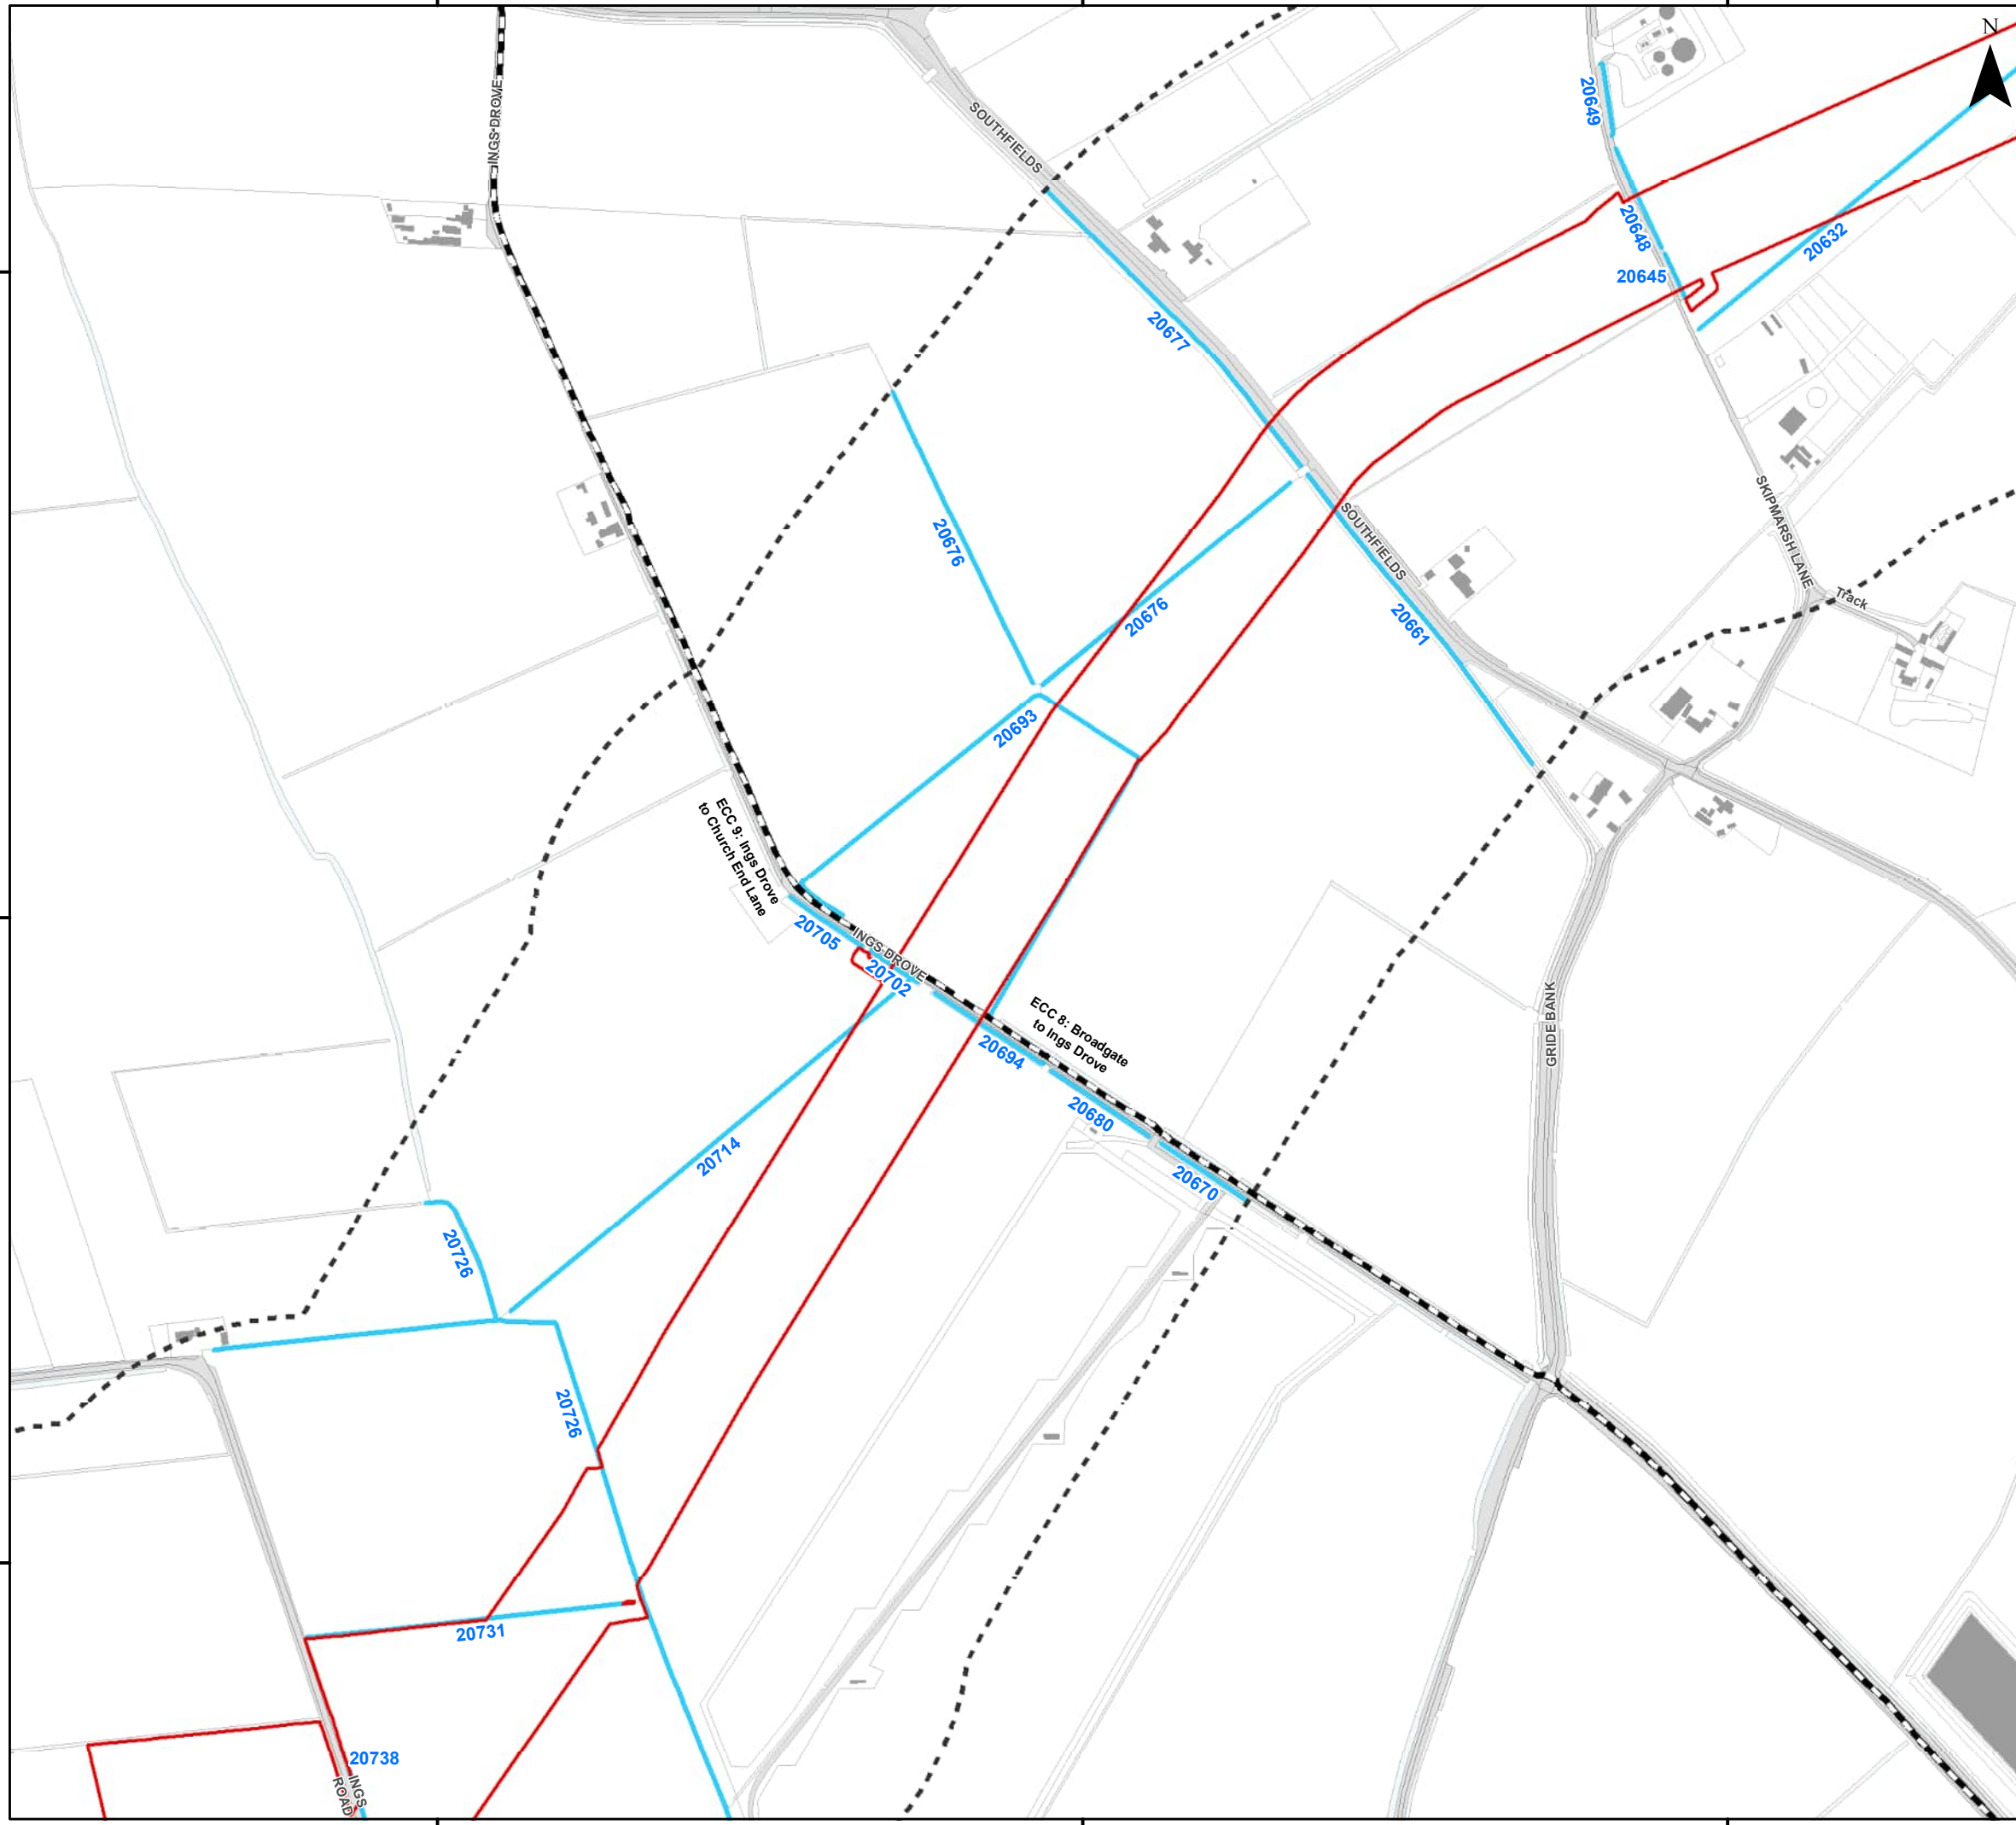 N
INGS DROVE
SOUTHFIELDS
20649
20648
20645
20632
20677
SOUTHFIELDS
SKIPMARSH LANE
Track
20676
20676
20661
20693
ECC 9: Ings Drove
to Church End Lane
20705
INGS DROVE
20702
ECC 8: Broadgate
to Ings Drove
20694
GRIDE BANK
20680
20670
20714
20726
20726
20731
20738
INGS
ROAD